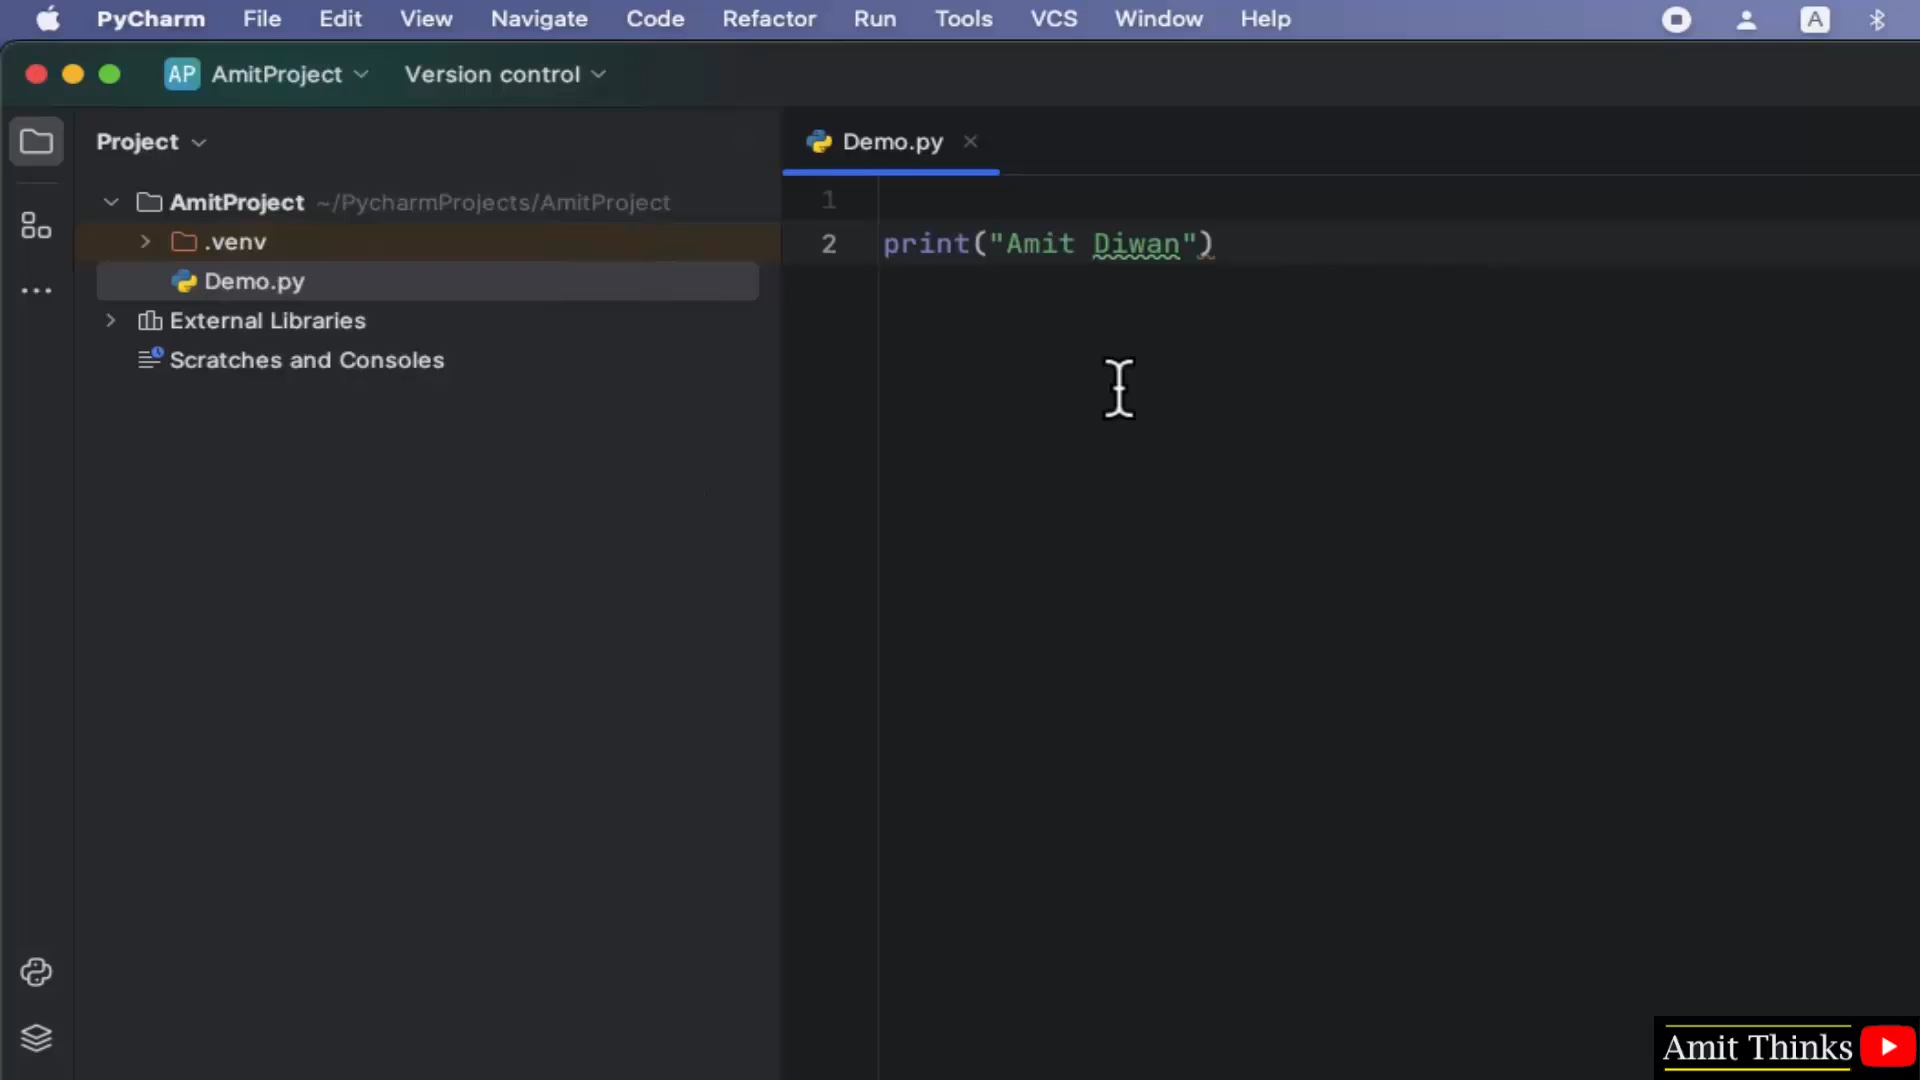 PyCharm File Edit View Navigate Code Refactor Run Tools VCS Window Help A
AP AmitProject Version control
Project
Demo.py
AmitProject ~/PycharmProjects/AmitProject
.venv
Demo.py
External Libraries
Scratches and Consoles
1
2 print("Amit Diwan")
Amit Thinks